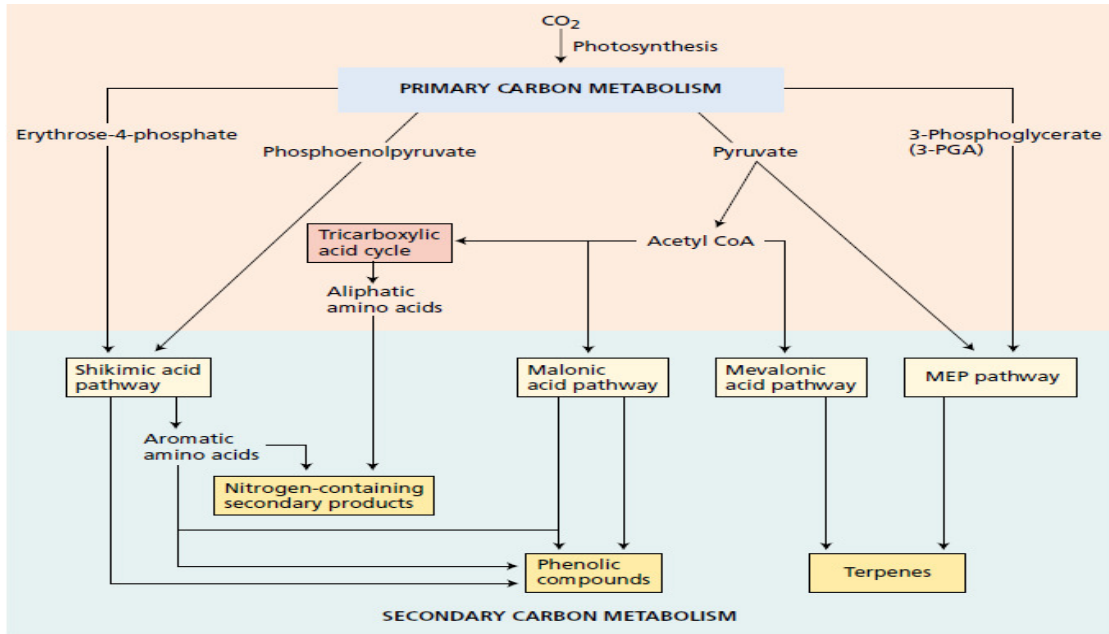 CO2
Photosynthesis
PRIMARY CARBON METABOLISM
Erythrose-4-phosphate
Phosphoenolpyruvate
Pyruvate
3-Phosphoglycerate
(3-PGA)
Tricarboxylic
acid cycle
Acetyl CoA
Aliphatic
amino acids
Shikimic acid
pathway
Malonic
acid pathway
Mevalonic
acid pathway
MEP pathway
Aromatic
amino acids
Nitrogen-containing
secondary products
Phenolic
compounds
Terpenes
SECONDARY CARBON METABOLISM